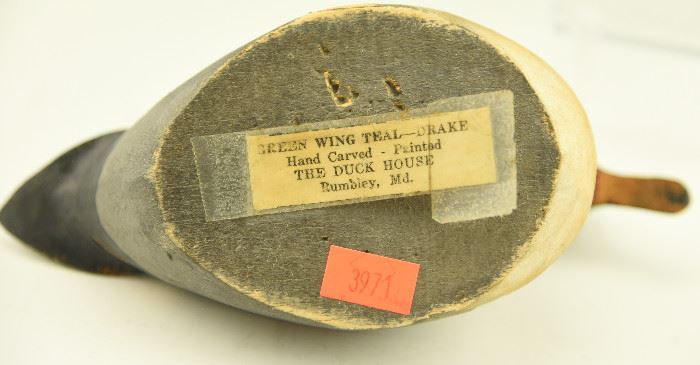 GREEN WING TEAL—DRAKE
Hand Carved - Painted
THE DUCK HOUSE
Rumbley, Md.
3971